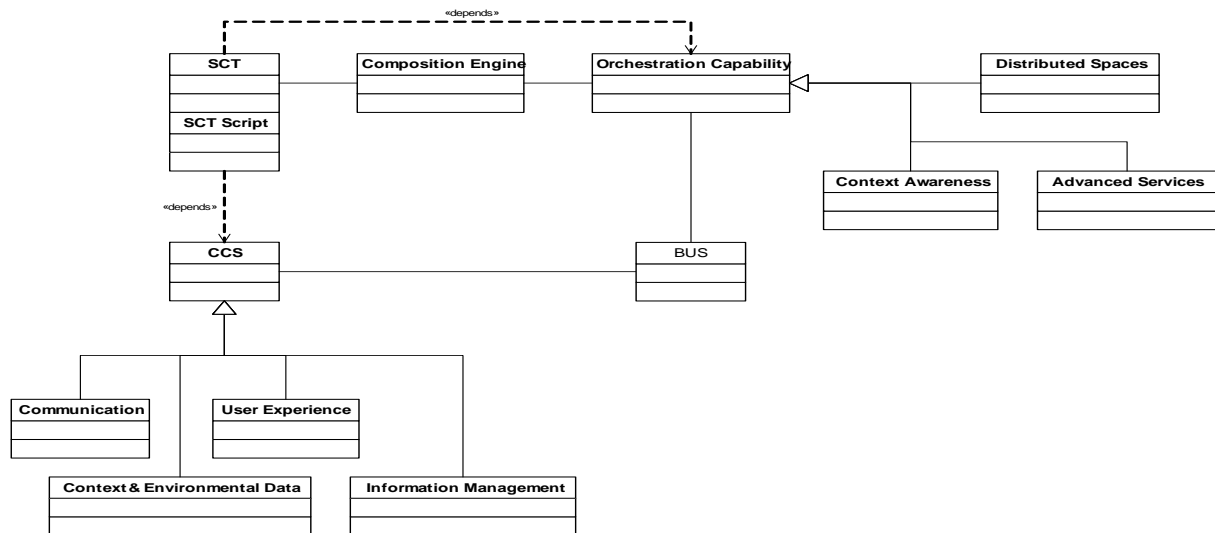 «depends»
SCT
Composition Engine
Orchestration Capability
Distributed Spaces
SCT Script
Context Awareness
Advanced Services
«depends»
CCS
BUS
Communication
User Experience
Context & Environmental Data
Information Management